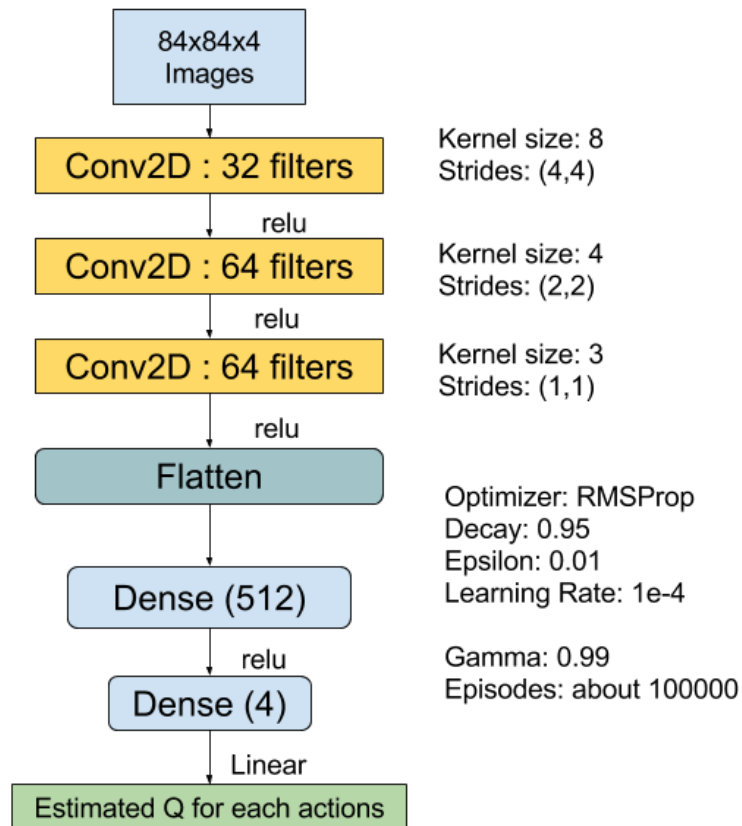 84x84x4
Images
Conv2D : 32 filters
Kernel size: 8
Strides: (4,4)
relu
Conv2D : 64 filters
Kernel size: 4
Strides: (2,2)
relu
Conv2D : 64 filters
Kernel size: 3
Strides: (1,1)
relu
Flatten
Optimizer: RMSProp
Decay: 0.95
Epsilon: 0.01
Learning Rate: 1e-4
Dense (512)
relu
Gamma: 0.99
Episodes: about 100000
Dense (4)
Linear
Estimated Q for each actions